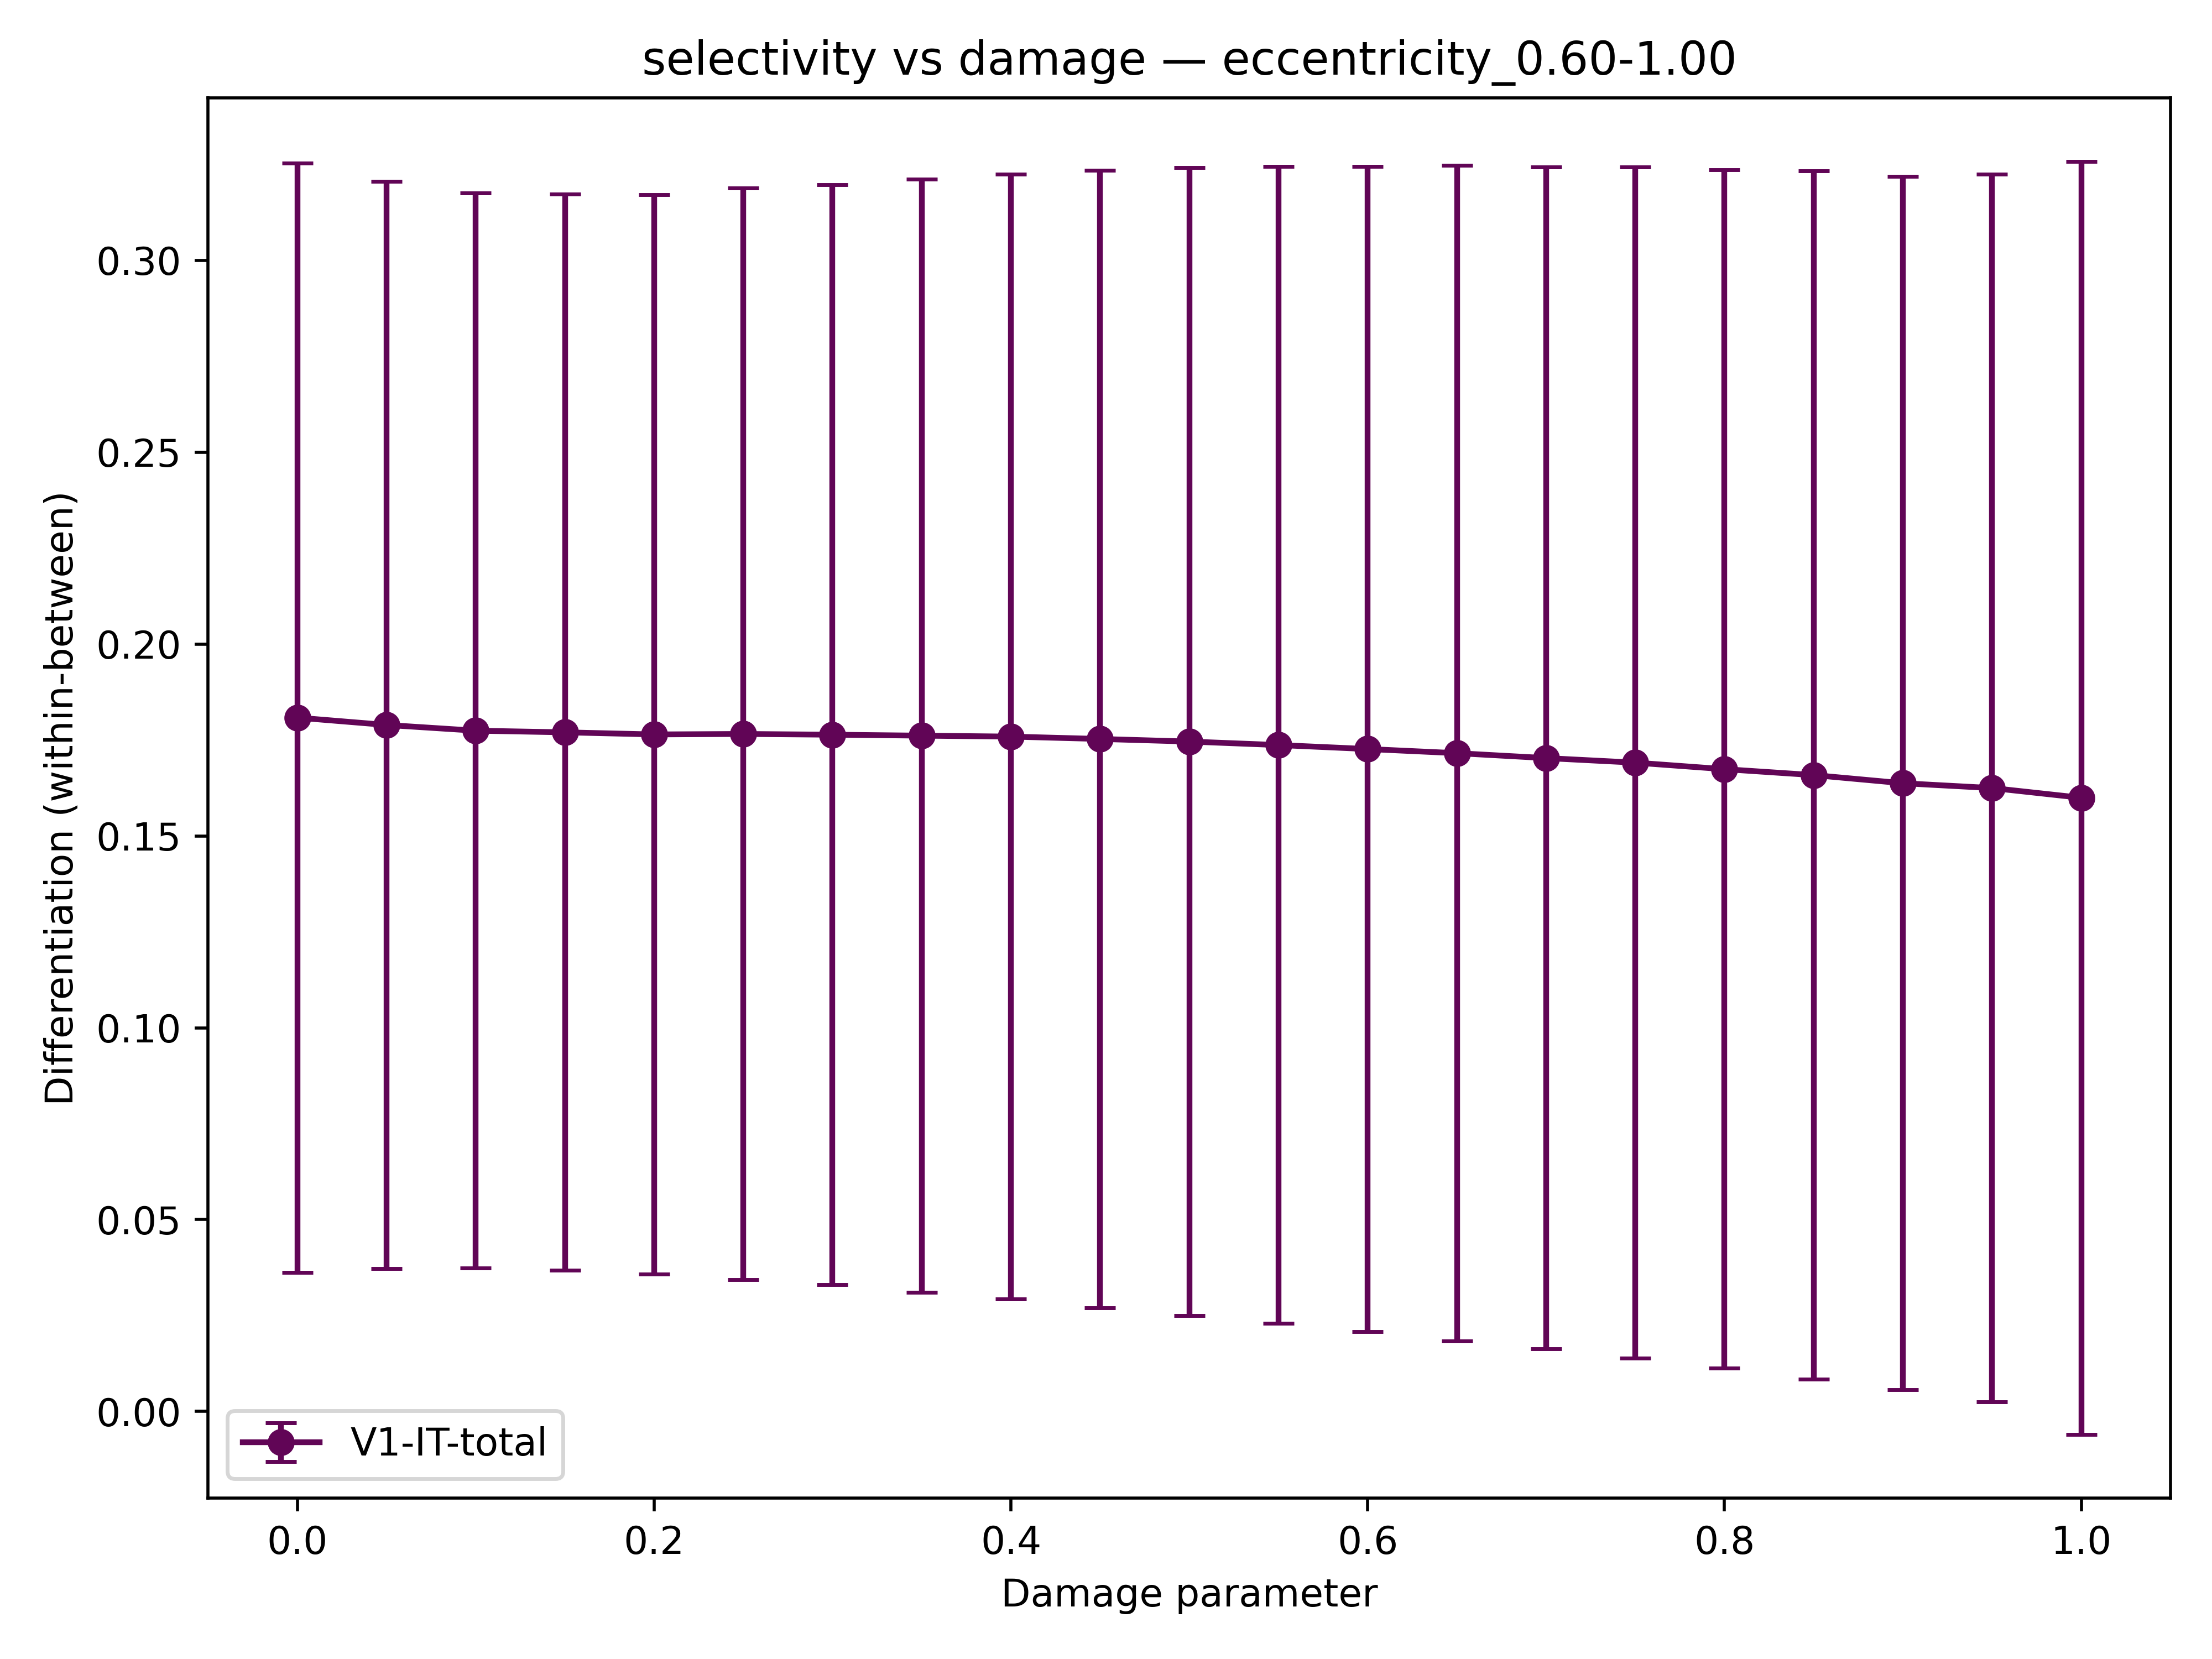 selectivity vs damage — eccentricity_0.60-1.00
Differentiation (within-between)
0.30
0.25
0.20
0.15
0.10
0.05
0.00
V1-IT-total
0.0 0.2 0.4 0.6 0.8 1.0
Damage parameter